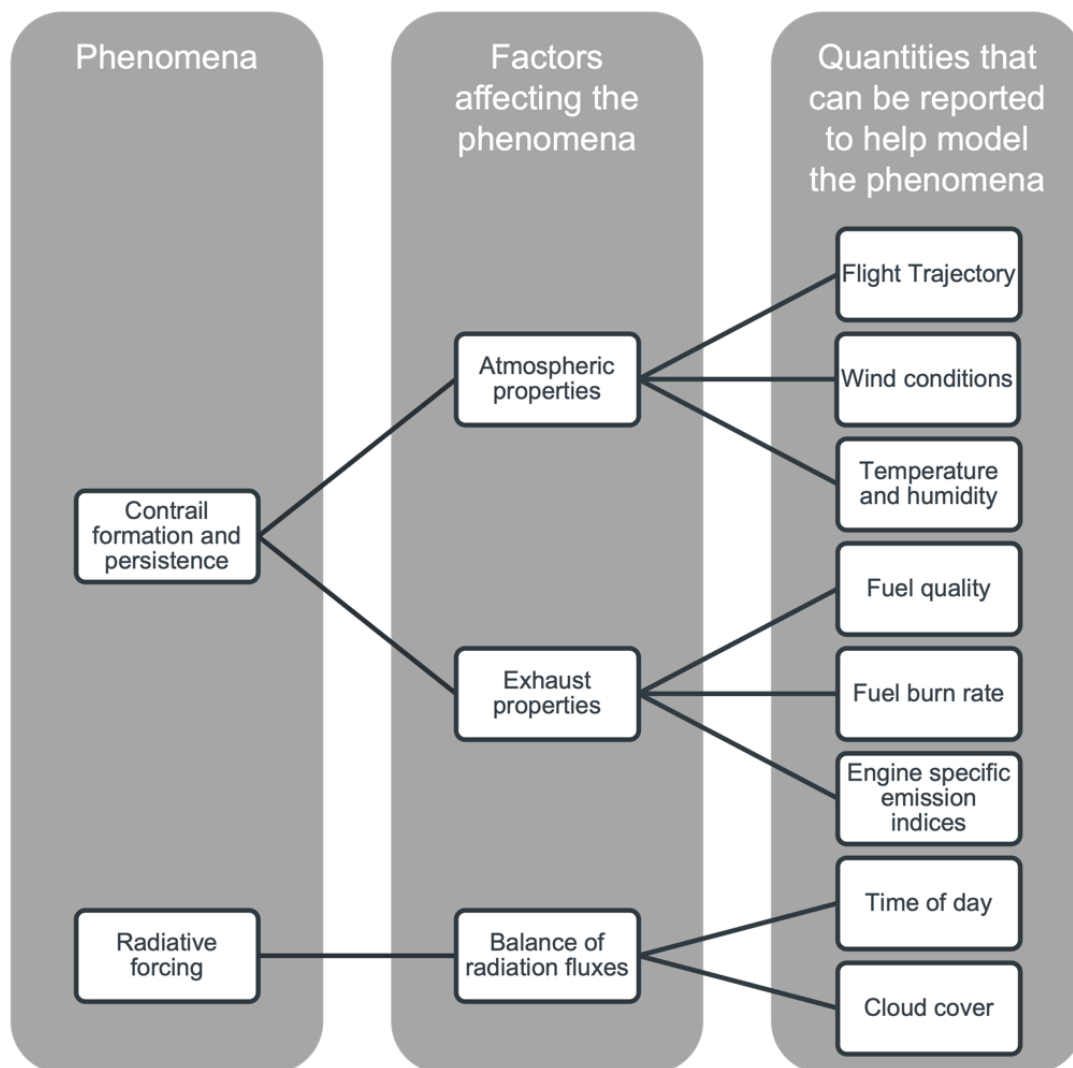 Phenomena
Factors
affecting the
phenomena
Quantities that
can be reported
to help model
the phenomena
Contrail
formation and
persistence
Radiative
forcing
Atmospheric
properties
Exhaust
properties
Balance of
radiation fluxes
Flight Trajectory
Wind conditions
Temperature
and humidity
Fuel quality
Fuel burn rate
Engine specific
emission
indices
Time of day
Cloud cover